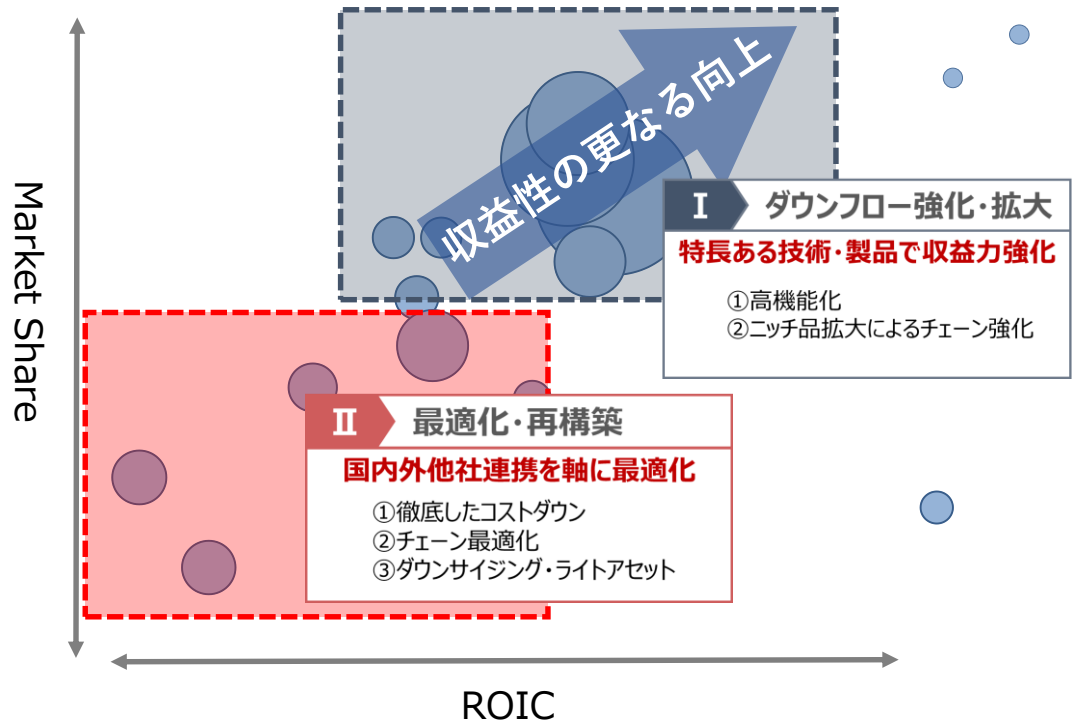 収益性の更なる向上
Market Share
I ダウンフロー強化・拡大
特長ある技術・製品で収益力強化
①高機能化
②ニッチ品拡大によるチェーン強化
II 最適化・再構築
国内外他社連携を軸に最適化
①徹底したコストダウン
②チェーン最適化
③ダウンサイジング・ライトアセット
ROIC